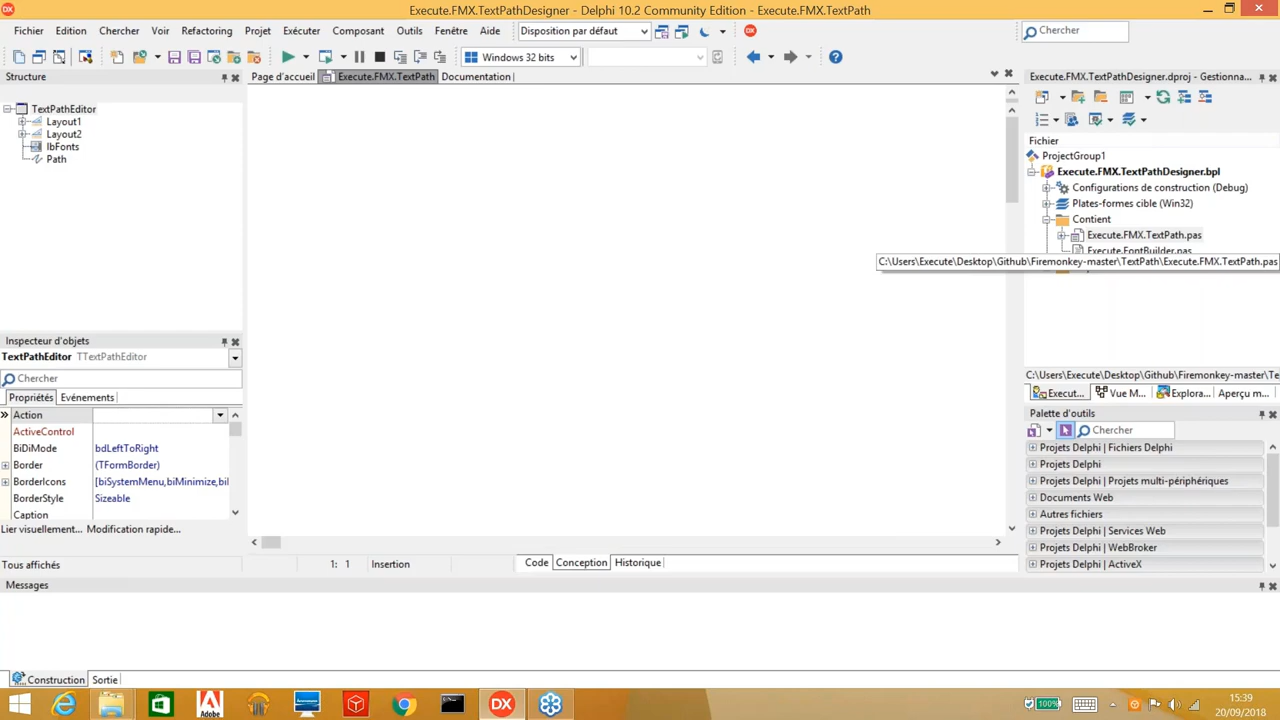 Execute.FMX.TextPathDesigner - Delphi 10.2 Community Edition - Execute.FMX.TextPath
Fichier Edition Chercher Voir Refactoring Projet Exécuter Composant Outils Fenêtre Aide Disposition par défaut Chercher
Windows 32 bits
Structure
Page d'accueil Execute.FMX.TextPath Documentation
Execute.FMX.TextPathDesigner.dproj - Gestionna...
TextPathEditor
Layout1
Layout2
lbFonts
Path
Fichier
ProjectGroup1
Execute.FMX.TextPathDesigner.bpl
Configurations de construction (Debug)
Plates-formes cible (Win32)
Contient
Execute.FMX.TextPath.pas
Execute.FontBuilder.pas
C:\Users\Execute\Desktop\Github\Firemonkey-master\TextPath\Execute.FMX.TextPath.pas
Inspecteur d'objets
TextPathEditor TTextPathEditor
Chercher
Propriétés Evénements
Action
ActiveControl
BiDiMode bdLeftToRight
Border (TFormBorder)
BorderIcons [biSystemMenu,biMinimize,bi
BorderStyle Sizeable
Caption
Lier visuellement... Modification rapide...
Tous affichés
1: 1 Insertion Code Conception Historique
C:\Users\Execute\Desktop\Github\Firemonkey-master\Te
Execut... Vue M... Explora... Aperçu m...
Palette d'outils
Chercher
Projets Delphi | Fichiers Delphi
Projets Delphi
Projets Delphi | Projets multi-périphériques
Documents Web
Autres fichiers
Projets Delphi | Services Web
Projets Delphi | WebBroker
Projets Delphi | ActiveX
Messages
Construction Sortie
Adobe
DX
100%
15:39
20/09/2018